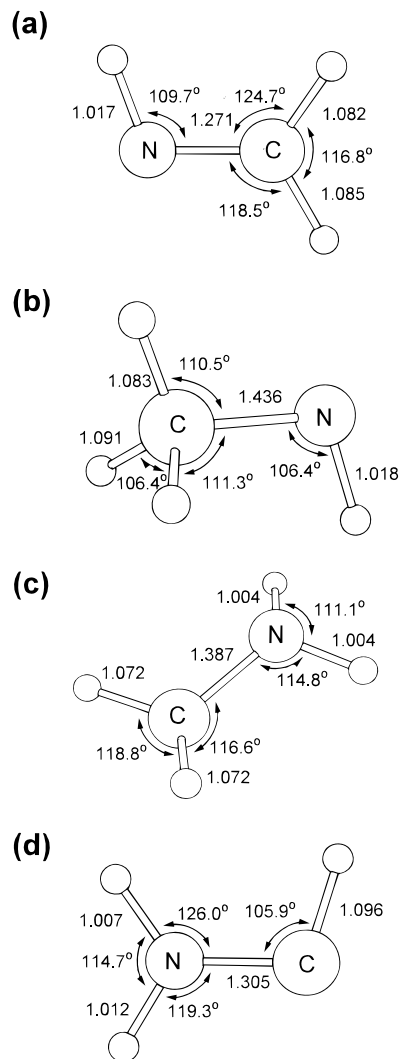 (a)
109.7° 124.7°
1.017 1.271 1.082
N C 116.8°
118.5° 1.085
(b)
110.5°
1.083 1.436 N
C
1.091
106.4° 111.3° 106.4° 1.018
(c)
1.004 111.1°
N
1.387 1.004
1.072 114.8°
C
118.8° 116.6°
1.072
(d)
1.007 126.0° 105.9° 1.096
114.7° N C
1.305
1.012 119.3°